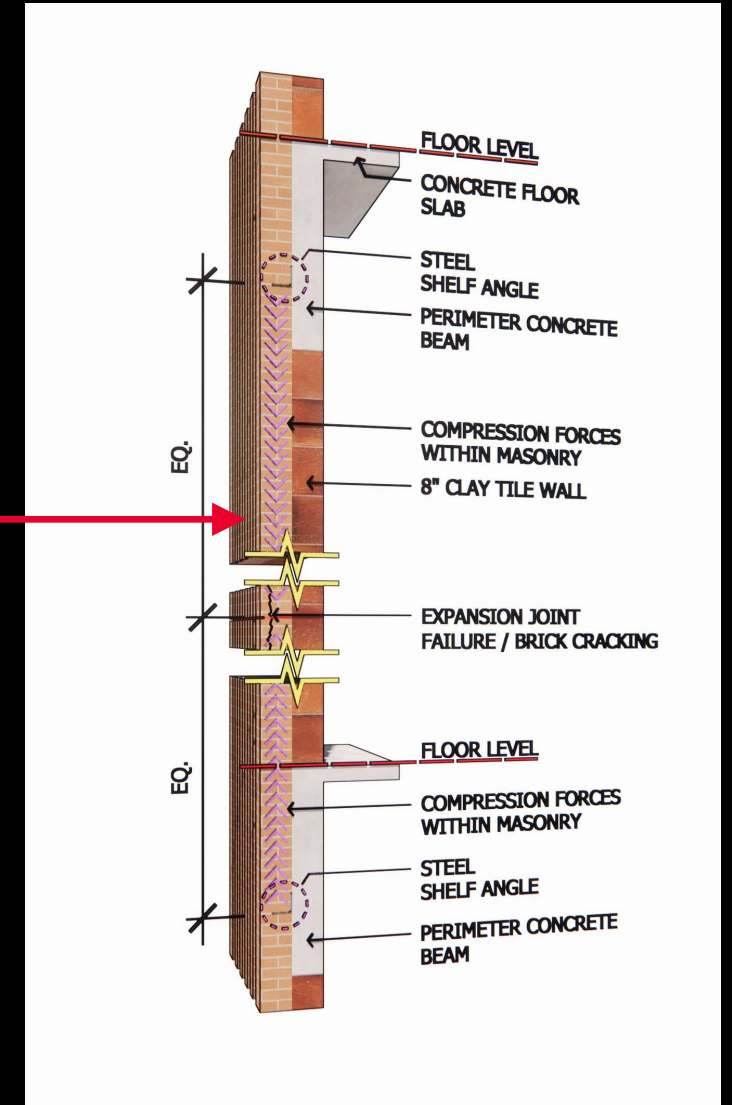 FLOOR LEVEL
CONCRETE FLOOR
SLAB
STEEL
SHELF ANGLE
PERIMETER CONCRETE
BEAM
EQ.
COMPRESSION FORCES
WITHIN MASONRY
8" CLAY TILE WALL
EXPANSION JOINT
FAILURE / BRICK CRACKING
FLOOR LEVEL
EQ.
COMPRESSION FORCES
WITHIN MASONRY
STEEL
SHELF ANGLE
PERIMETER CONCRETE
BEAM